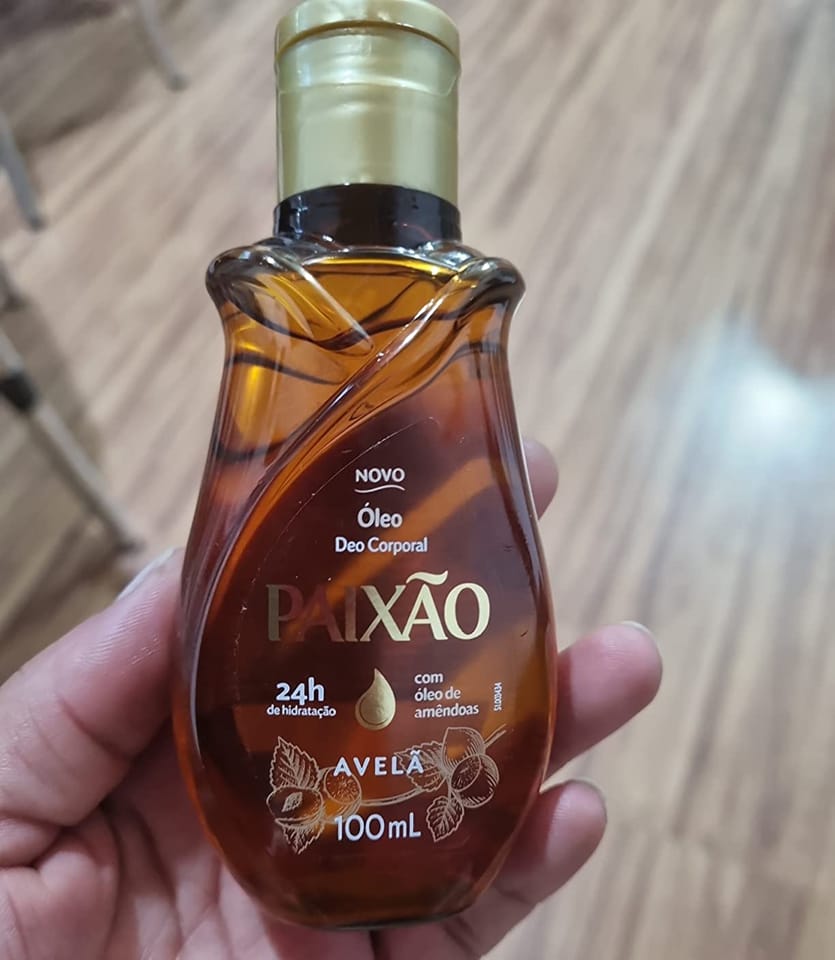 NOVO
Óleo
Deo Corporal
PAIXÃO
24h
de hidratação
com
óleo de
amêndoas
AVELÃ
100mL